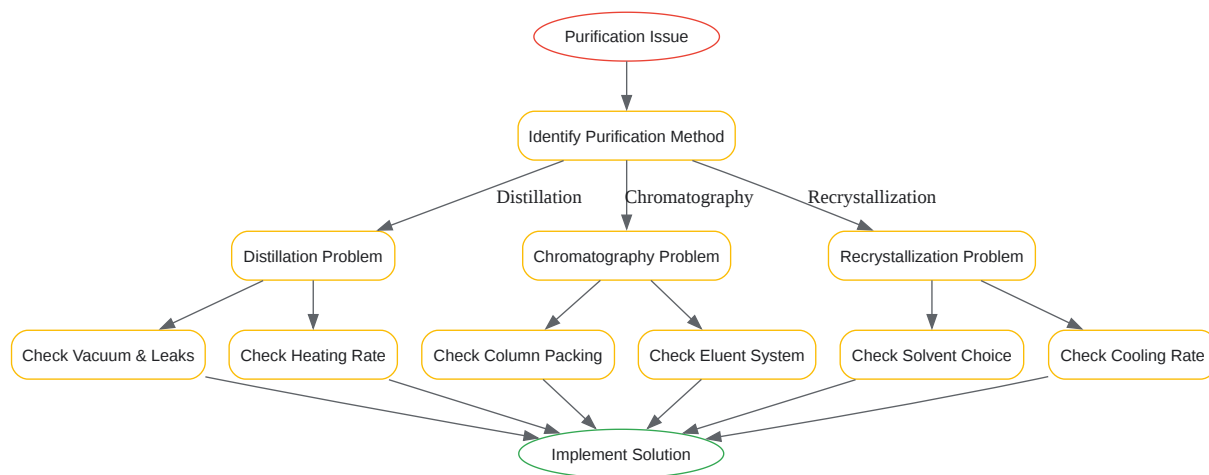 Purification Issue
Identify Purification Method
Distillation
Chromatography
Recrystallization
Distillation Problem
Chromatography Problem
Recrystallization Problem
Check Vacuum & Leaks
Check Heating Rate
Check Column Packing
Check Eluent System
Check Solvent Choice
Check Cooling Rate
Implement Solution